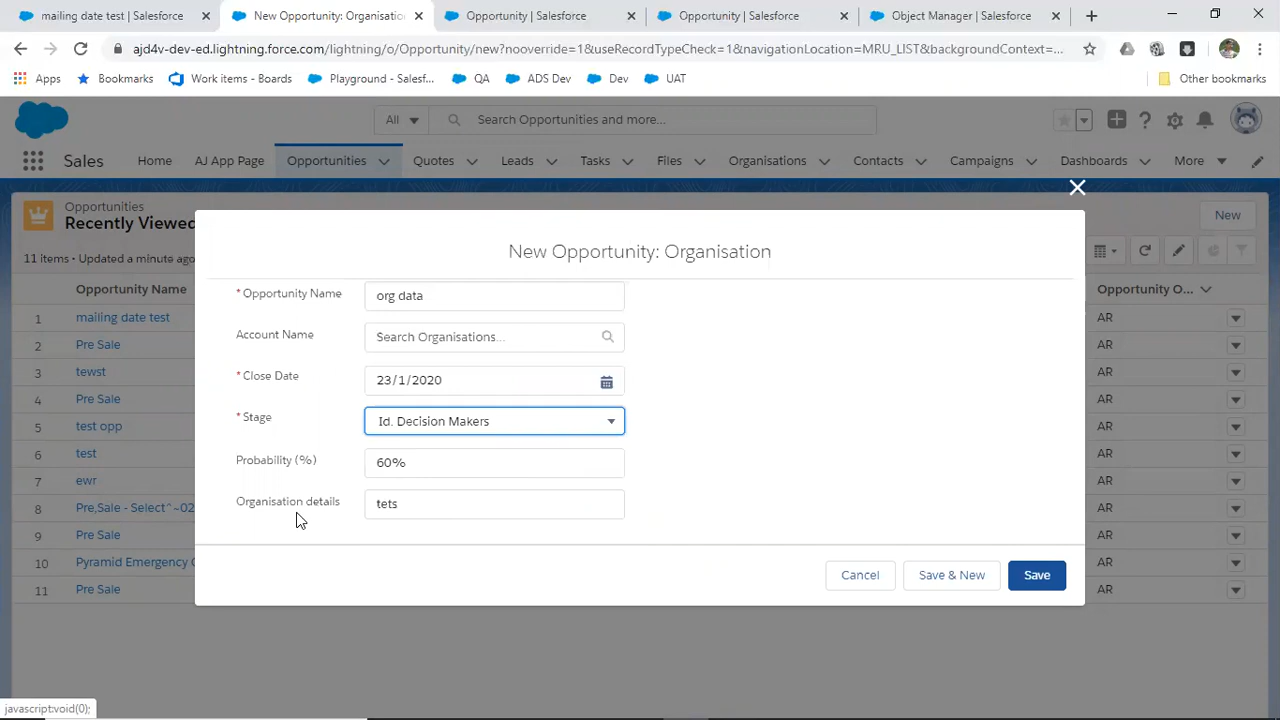 mailing date test | Salesforce
New Opportunity: Organisatio
Opportunity | Salesforce
Opportunity | Salesforce
Object Manager | Salesforce
ajd4v-dev-ed.lightning.force.com/lightning/o/Opportunity/new?nooverride=1&useRecordTypeCheck=1&navigationLocation=MRU_LIST&backgroundContext=...
Apps Bookmarks Work items - Boards Playground - Salesf... QA ADS Dev Dev UAT Other bookmarks
All Search Opportunities and more...
Sales Home AJ App Page Opportunities Quotes Leads Tasks Files Organisations Contacts Campaigns Dashboards More
Opportunities
Recently Viewed
New
11 items • Updated a minute ago
Opportunity Name
Opportunity O...
1 mailing date test AR
2 Pre Sale AR
3 tewst AR
4 Pre Sale AR
5 test opp AR
6 test AR
7 ewr AR
8 Pre,Sale - Select^~02 AR
9 Pre Sale AR
10 Pyramid Emergency G AR
11 Pre Sale AR
New Opportunity: Organisation
* Opportunity Name org data
Account Name Search Organisations...
* Close Date 23/1/2020
* Stage Id. Decision Makers
Probability (%) 60%
Organisation details tets
Cancel Save & New Save
javascript:void(0);